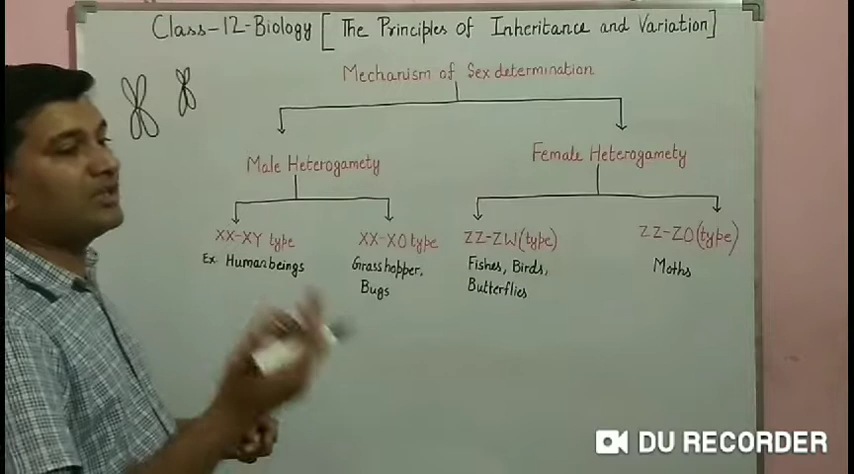 Class-12-Biology [ The Principles of Inheritance and Variation]
Mechanism of Sex determination
Male Heterogamety
Female Heterogamety
XX-XY type
Ex Human beings
XX-XO type
Grasshopper,
Bugs
ZZ-ZW(type)
Fishes, Birds,
Butterflies
ZZ-ZO(type)
Moths
DU RECORDER